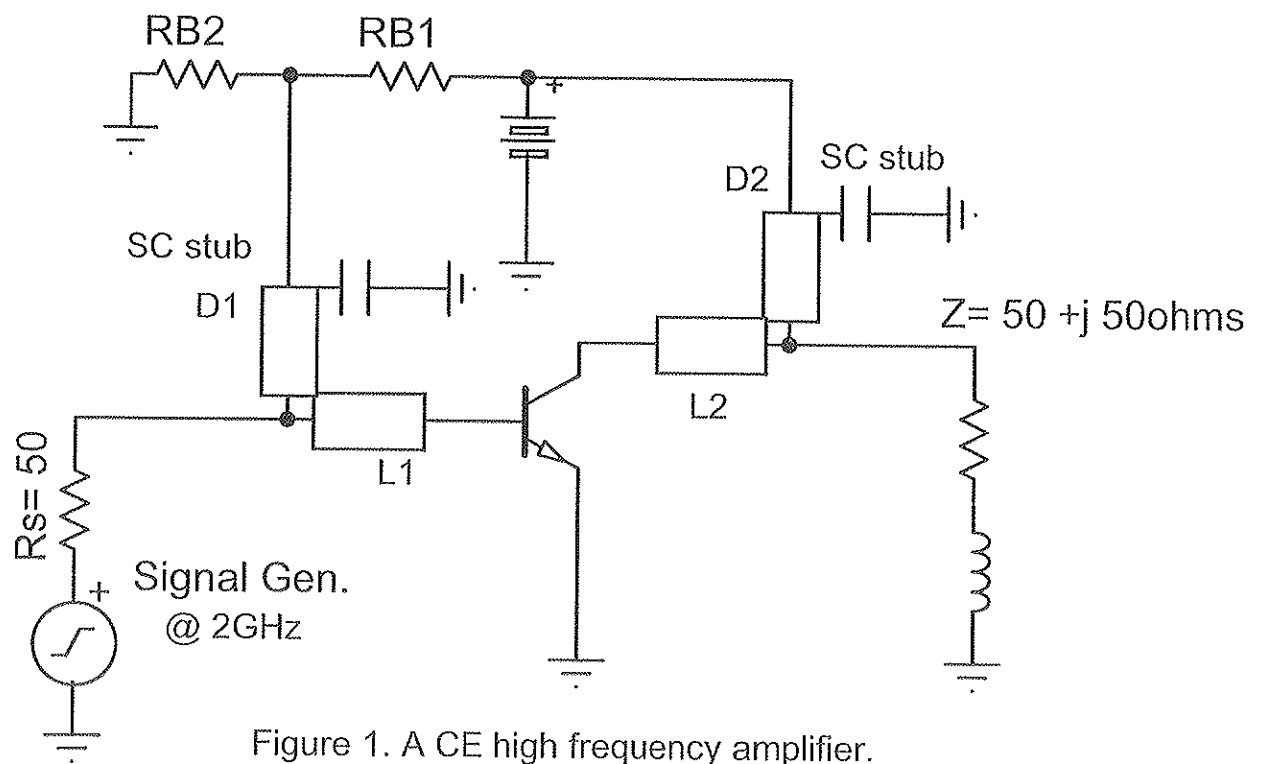 RB2
RB1
+
SC stub
D2
SC stub
D1
Z= 50 +j 50ohms
L2
L1
Rs= 50
+
Signal Gen.
@ 2GHz
Figure 1. A CE high frequency amplifier.